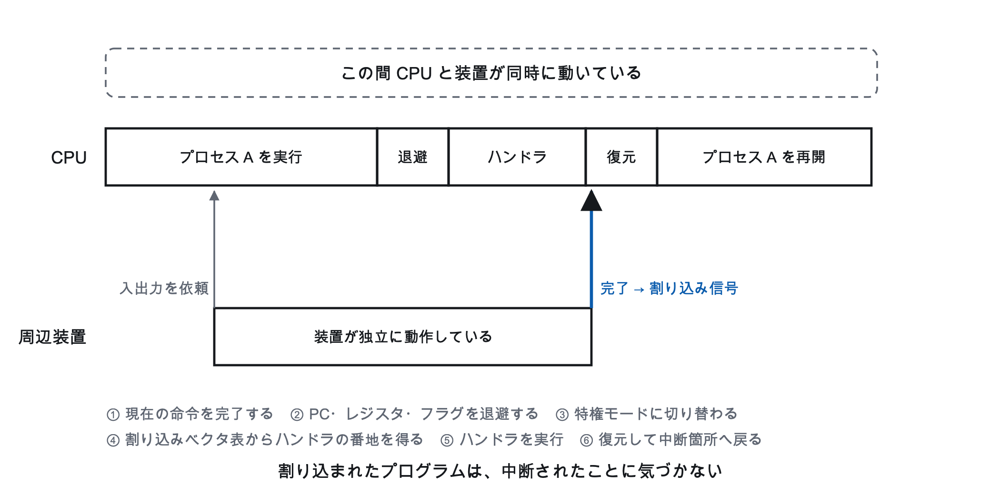 この間 CPU と装置が同時に動いている
CPU
プロセス A を実行
退避
ハンドラ
復元
プロセス A を再開
入出力を依頼
完了 → 割り込み信号
周辺装置
装置が独立に動作している
① 現在の命令を完了する ② PC・レジスタ・フラグを退避する ③ 特権モードに切り替わる
④ 割り込みベクタ表からハンドラの番地を得る ⑤ ハンドラを実行 ⑥ 復元して中断箇所へ戻る
割り込まれたプログラムは、中断されたことに気づかない